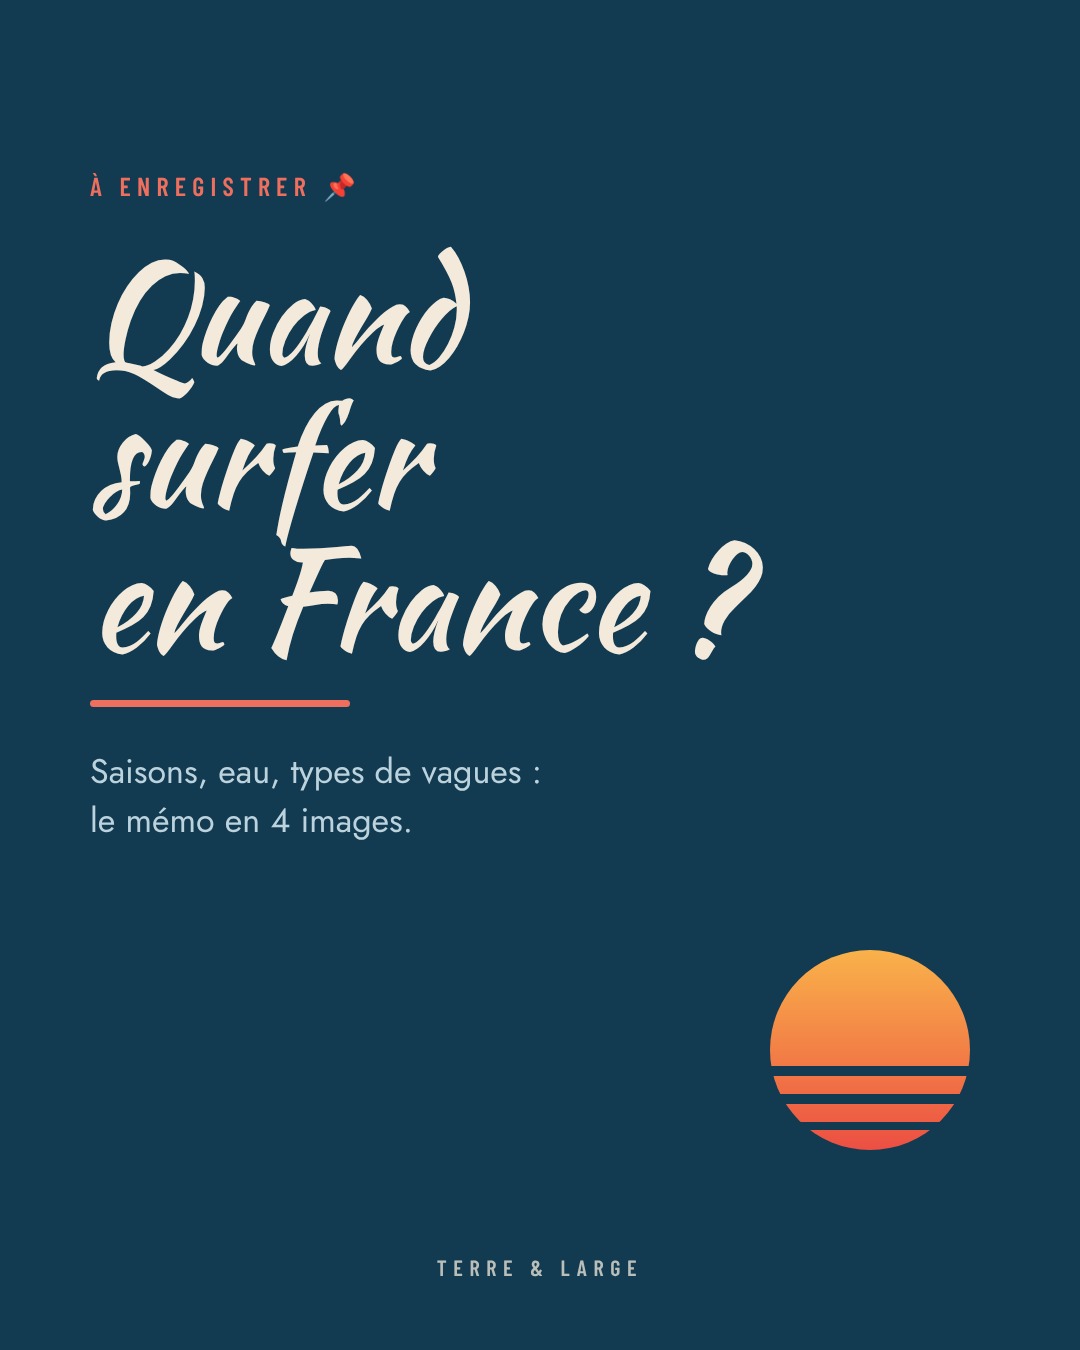 À ENREGISTRER 📌
Quand
surfer
en France ?
Saisons, eau, types de vagues :
le mémo en 4 images.
TERRE & LARGE